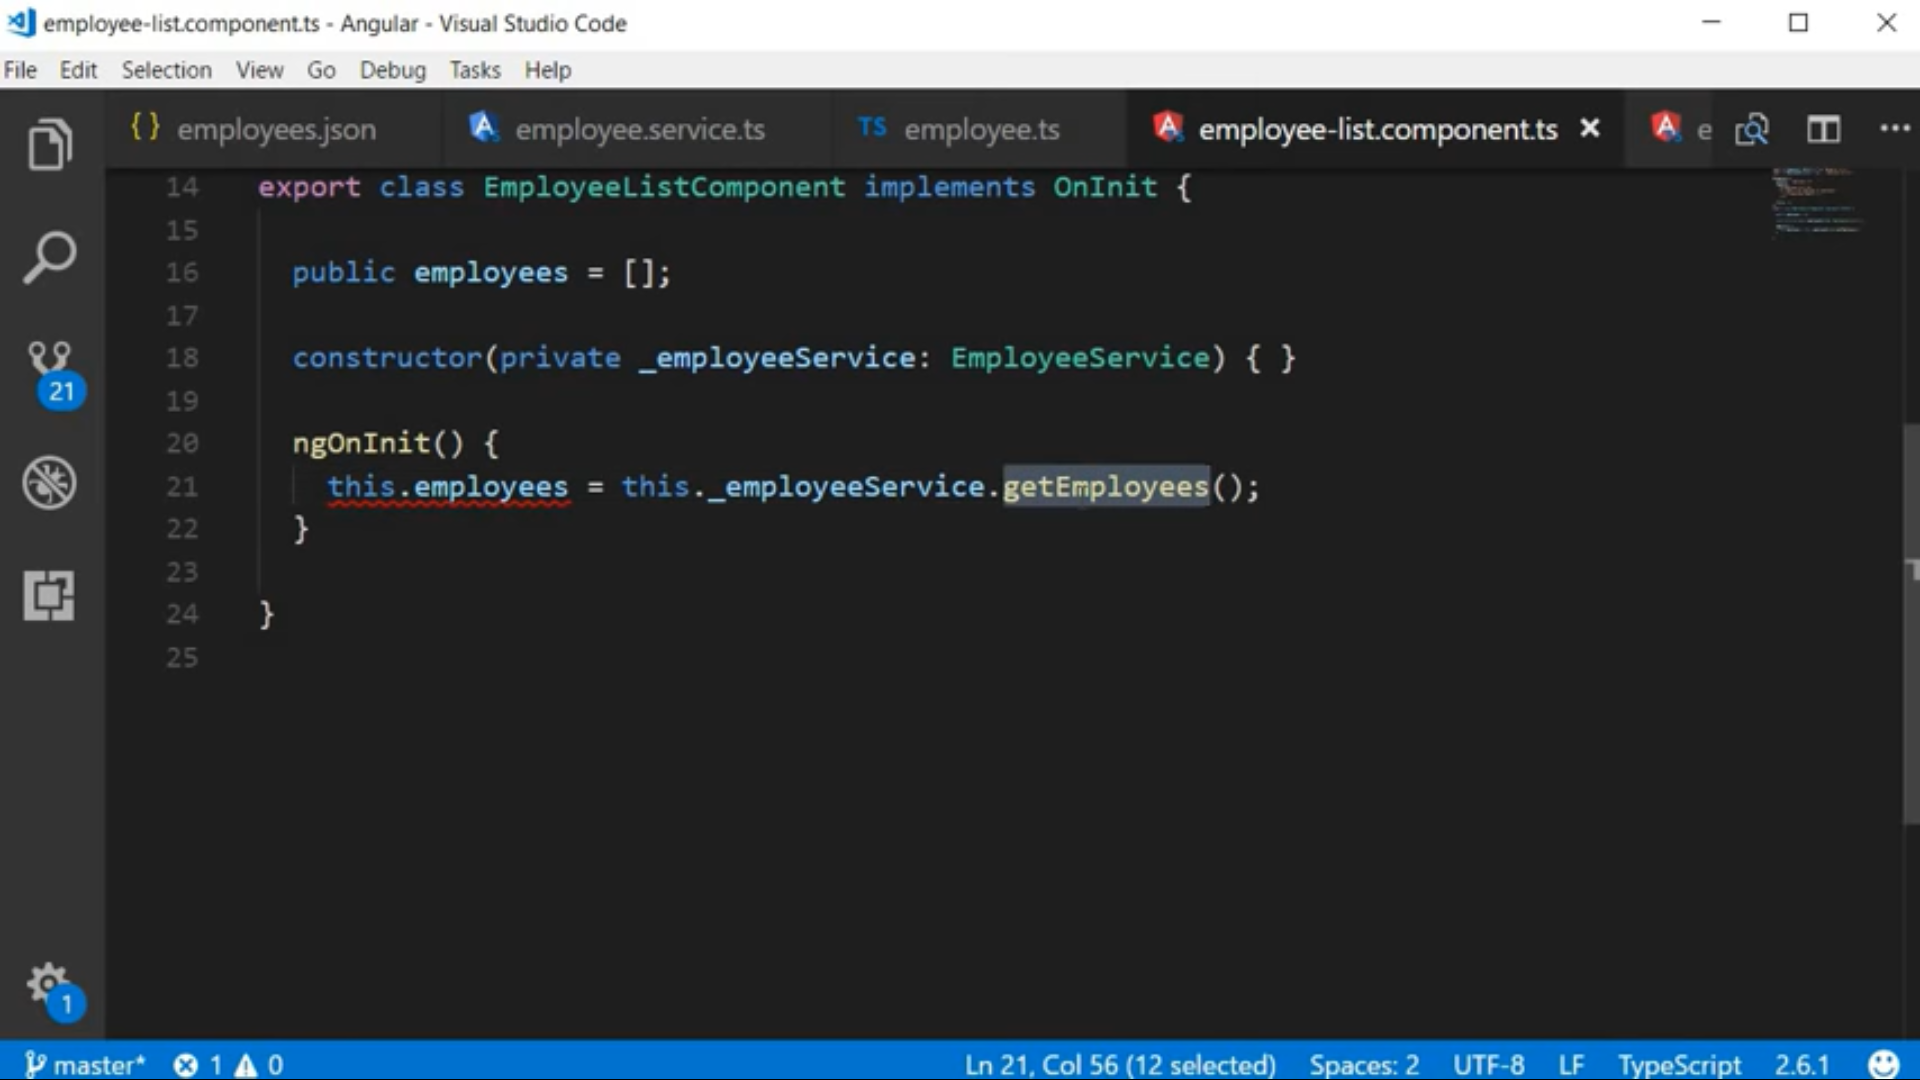 employee-list.component.ts - Angular - Visual Studio Code
File Edit Selection View Go Debug Tasks Help
{} employees.json employee.service.ts TS employee.ts employee-list.component.ts e
14 export class EmployeeListComponent implements OnInit {
15
16 public employees = [];
17
18 constructor(private _employeeService: EmployeeService) { }
19
20 ngOnInit() {
21 this.employees = this._employeeService.getEmployees();
22 }
23
24 }
25
21
1
master* 1 0 Ln 21, Col 56 (12 selected) Spaces: 2 UTF-8 LF TypeScript 2.6.1